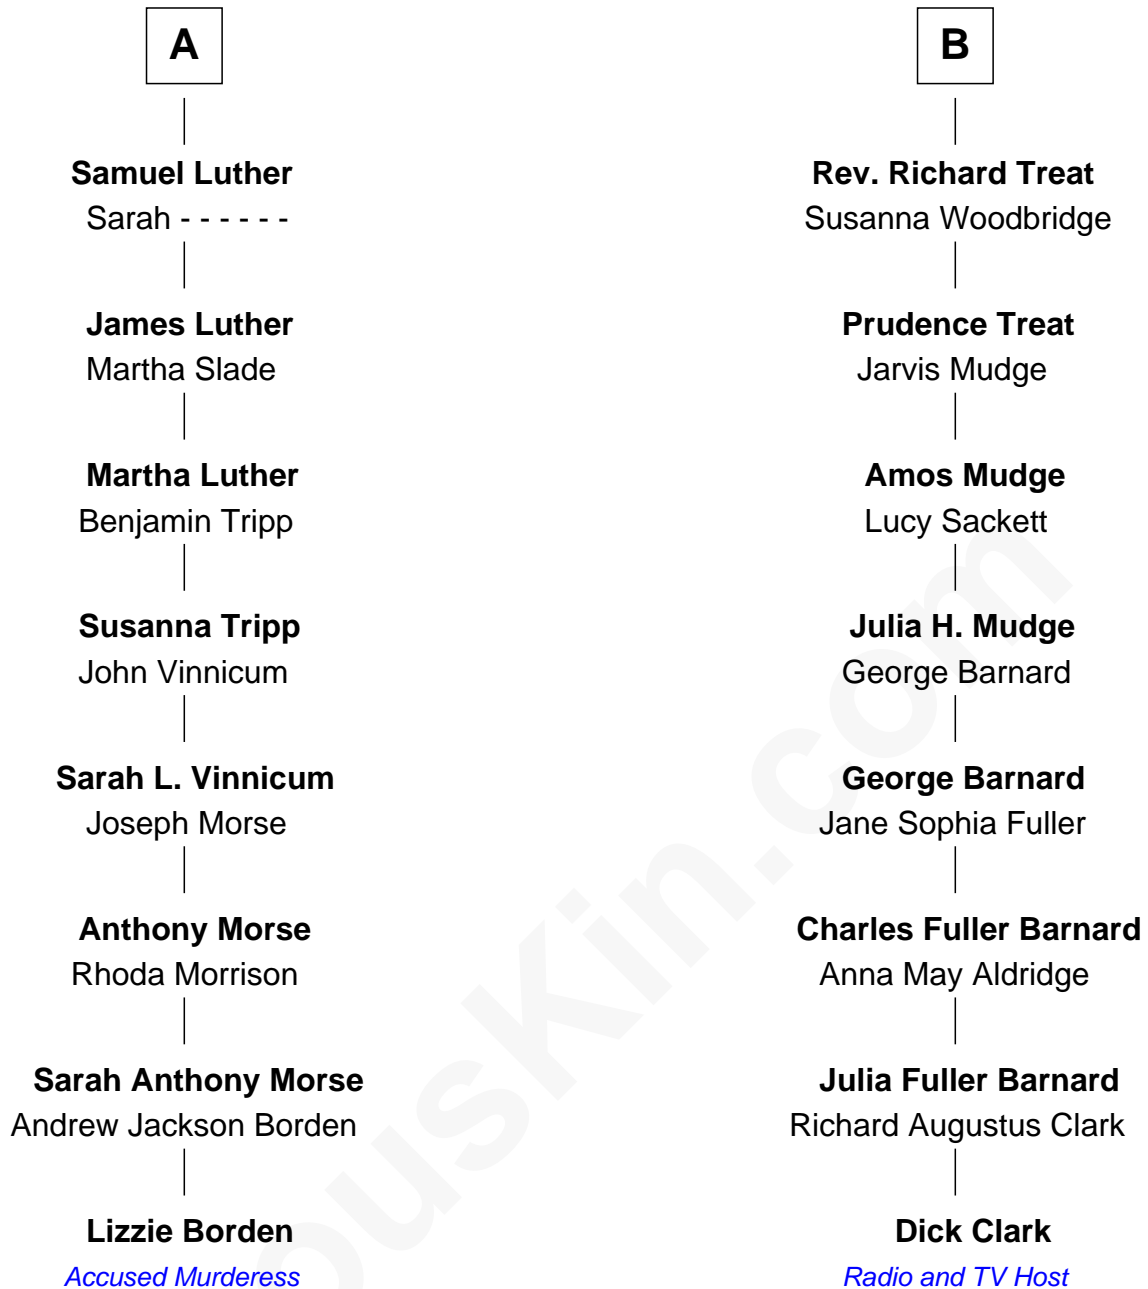 A
Samuel Luther
Sarah - - - - - -
James Luther
Martha Slade
Martha Luther
Benjamin Tripp
Susanna Tripp
John Vinnicum
Sarah L. Vinnicum
Joseph Morse
Anthony Morse
Rhoda Morrison
Sarah Anthony Morse
Andrew Jackson Borden
Lizzie Borden
Accused Murderess
B
Rev. Richard Treat
Susanna Woodbridge
Prudence Treat
Jarvis Mudge
Amos Mudge
Lucy Sackett
Julia H. Mudge
George Barnard
George Barnard
Jane Sophia Fuller
Charles Fuller Barnard
Anna May Aldridge
Julia Fuller Barnard
Richard Augustus Clark
Dick Clark
Radio and TV Host
ousKin.com